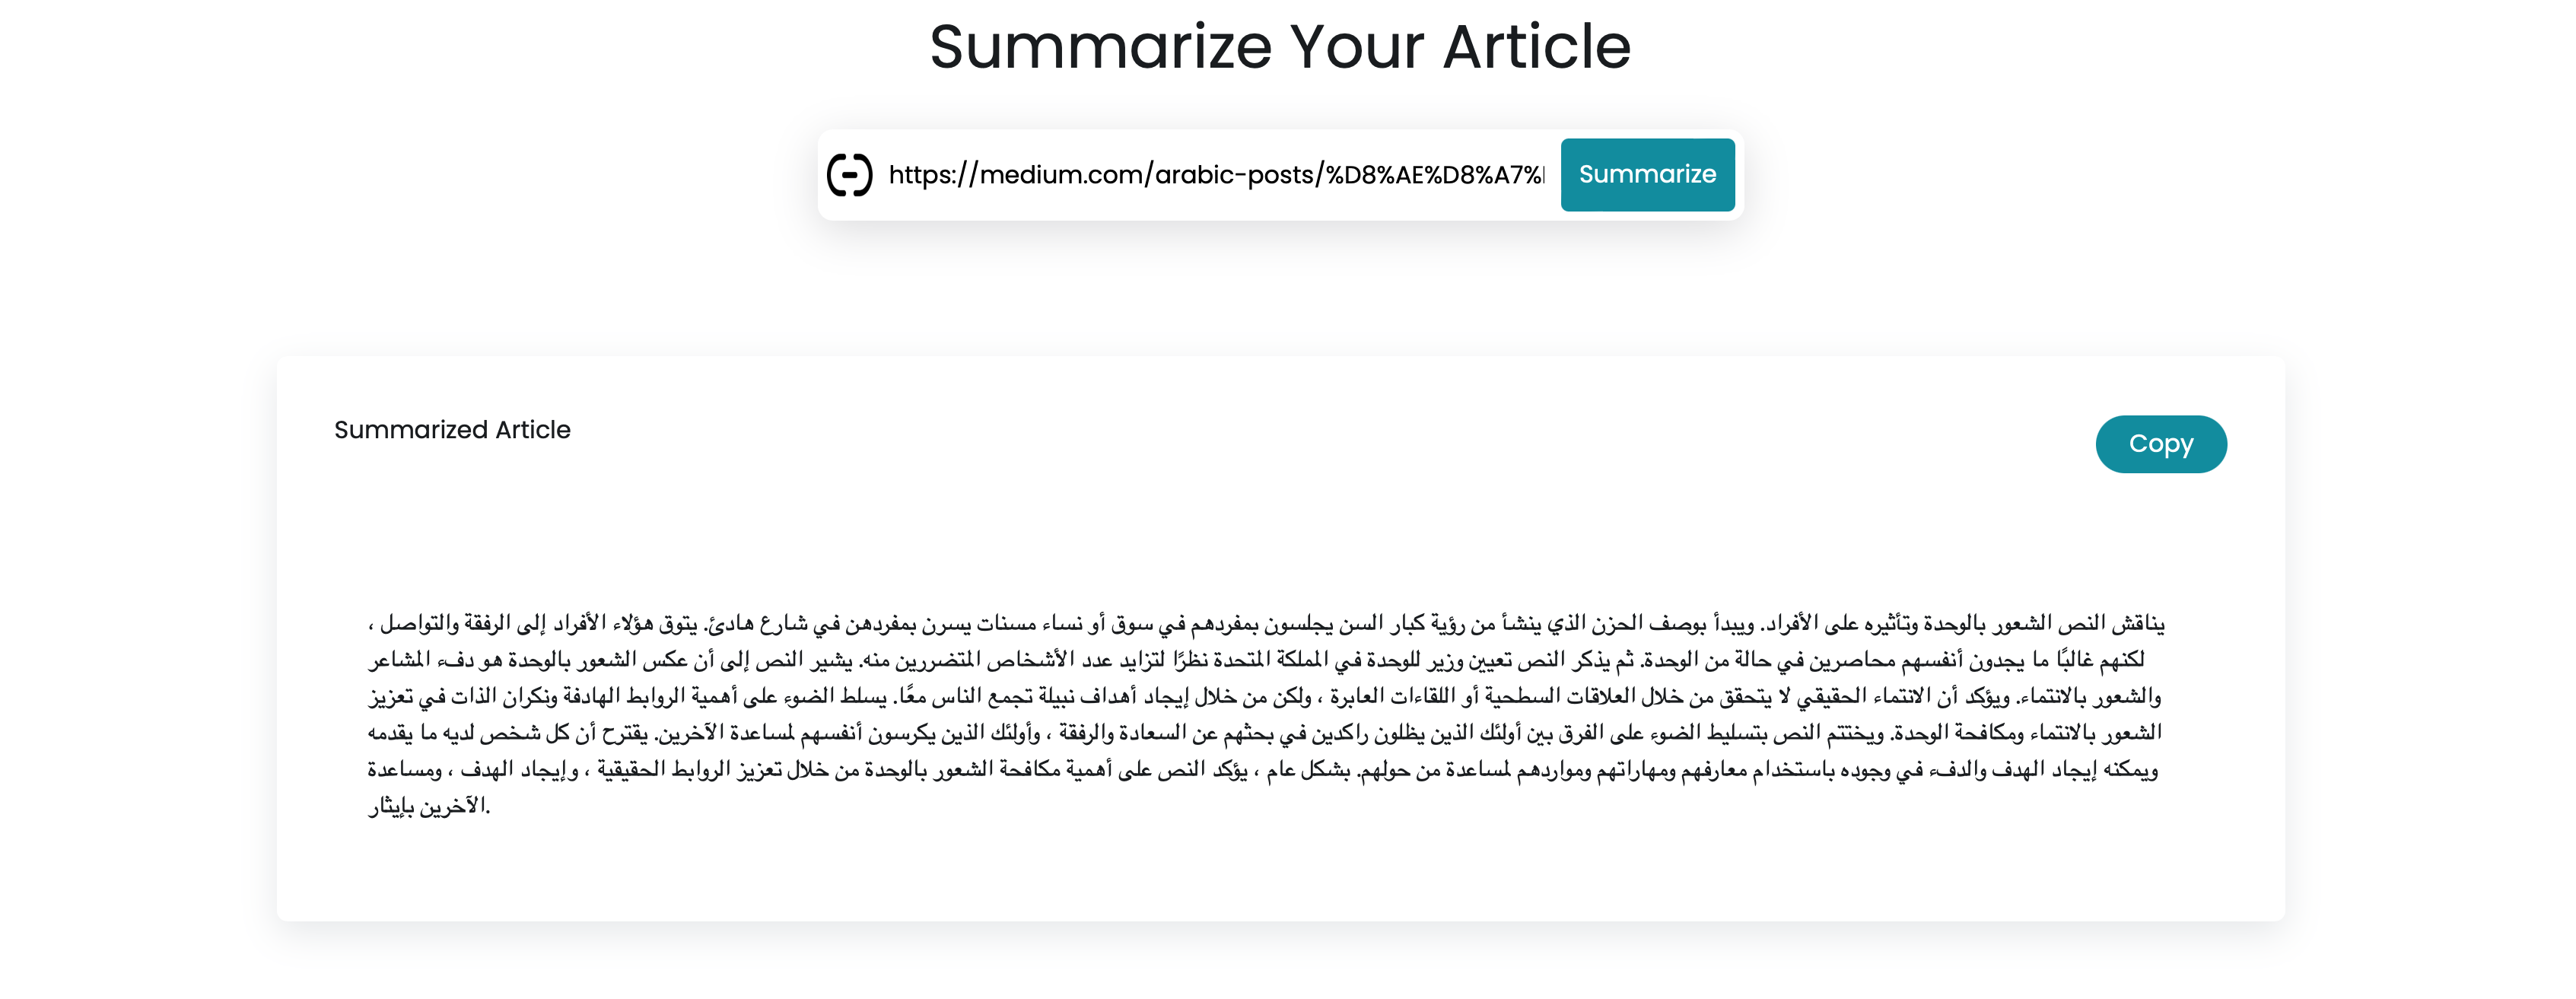 Summarize Your Article
https://medium.com/arabic-posts/%D8%AE%D8%A7%
Summarize
Summarized Article
Copy
يناقش النص الشعور بالوحدة وتأثيره على الأفراد. ويبدأ بوصف الحزن الذي ينشأ من رؤية كبار السن يجلسون بمفردهم في سوق أو نساء مسنات يسرن بمفردهن في شارع هادئ. يتوق هؤلاء الأفراد إلى الرفقة والتواصل ،
لكنهم غالبًا ما يجدون أنفسهم محاصرين في حالة من الوحدة. ثم يذكر النص تعيين وزير للوحدة في المملكة المتحدة نظرًا لتزايد عدد الأشخاص المتضررين منه. يشير النص إلى أن عكس الشعور بالوحدة هو دفء المشاعر
والشعور بالانتماء. ويؤكد أن الانتماء الحقيقي لا يتحقق من خلال العلاقات السطحية أو اللقاءات العابرة ، ولكن من خلال إيجاد أهداف نبيلة تجمع الناس معًا. يسلط الضوء على أهمية الروابط الهادفة ونكران الذات في تعزيز
الشعور بالانتماء ومكافحة الوحدة. ويختتم النص بتسليط الضوء على الفرق بين أولئك الذين يظلون راكدين في بحثهم عن السعادة والرفقة ، وأولئك الذين يكرسون أنفسهم لمساعدة الآخرين. يقترح أن كل شخص لديه ما يقدمه
ويمكنه إيجاد الهدف والدفء في وجوده باستخدام معارفهم ومهاراتهم ومواردهم لمساعدة من حولهم. بشكل عام ، يؤكد النص على أهمية مكافحة الشعور بالوحدة من خلال تعزيز الروابط الحقيقية ، وإيجاد الهدف ، ومساعدة
الآخرين بإيثار.